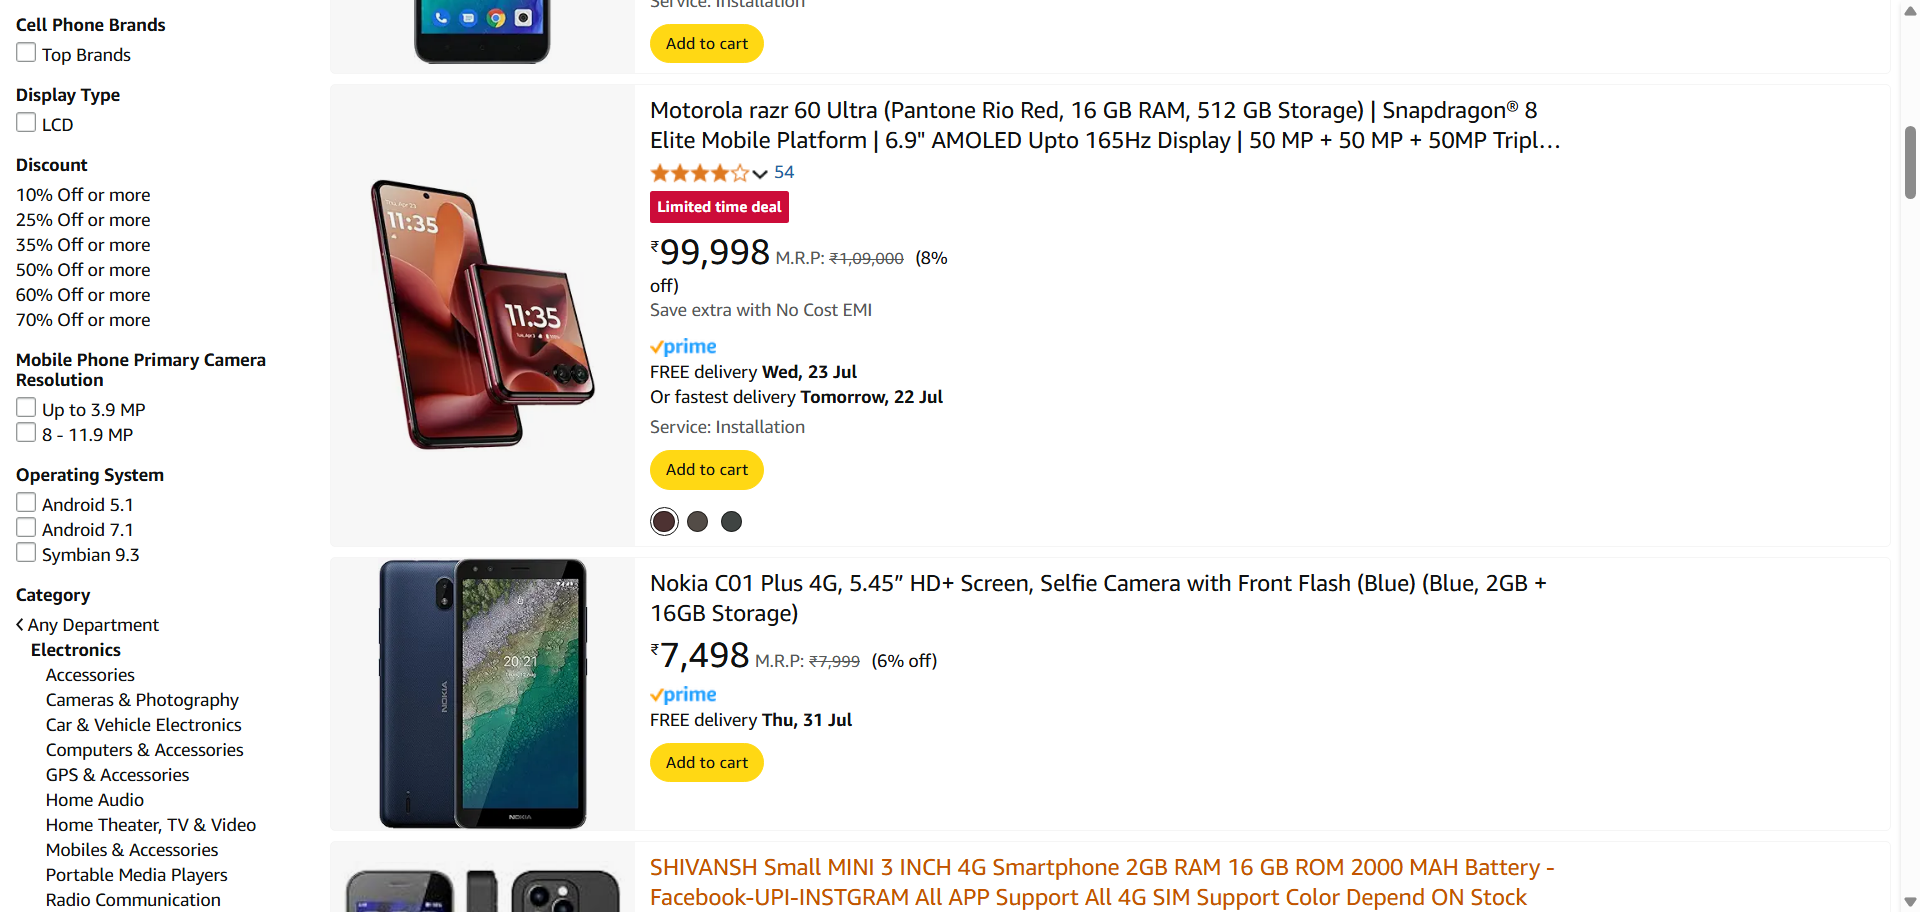 Cell Phone Brands
Top Brands
Display Type
LCD
Discount
10% Off or more
25% Off or more
35% Off or more
50% Off or more
60% Off or more
70% Off or more
Mobile Phone Primary Camera
Resolution
Up to 3.9 MP
8 - 11.9 MP
Operating System
Android 5.1
Android 7.1
Symbian 9.3
Category
Any Department
Electronics
Accessories
Cameras & Photography
Car & Vehicle Electronics
Computers & Accessories
GPS & Accessories
Home Audio
Home Theater, TV & Video
Mobiles & Accessories
Portable Media Players
Radio Communication
Service: Installation
Add to cart
11:35
11:35
Motorola razr 60 Ultra (Pantone Rio Red, 16 GB RAM, 512 GB Storage) | Snapdragon® 8
Elite Mobile Platform | 6.9" AMOLED Upto 165Hz Display | 50 MP + 50 MP + 50MP Tripl…
54
Limited time deal
₹99,998 M.R.P: ₹1,09,000 (8%
off)
Save extra with No Cost EMI
prime
FREE delivery Wed, 23 Jul
Or fastest delivery Tomorrow, 22 Jul
Service: Installation
Add to cart
NOKIA
20:21
NOKIA
Nokia C01 Plus 4G, 5.45” HD+ Screen, Selfie Camera with Front Flash (Blue) (Blue, 2GB +
16GB Storage)
₹7,498 M.R.P: ₹7,999 (6% off)
prime
FREE delivery Thu, 31 Jul
Add to cart
SHIVANSH Small MINI 3 INCH 4G Smartphone 2GB RAM 16 GB ROM 2000 MAH Battery -
Facebook-UPI-INSTGRAM All APP Support All 4G SIM Support Color Depend ON Stock